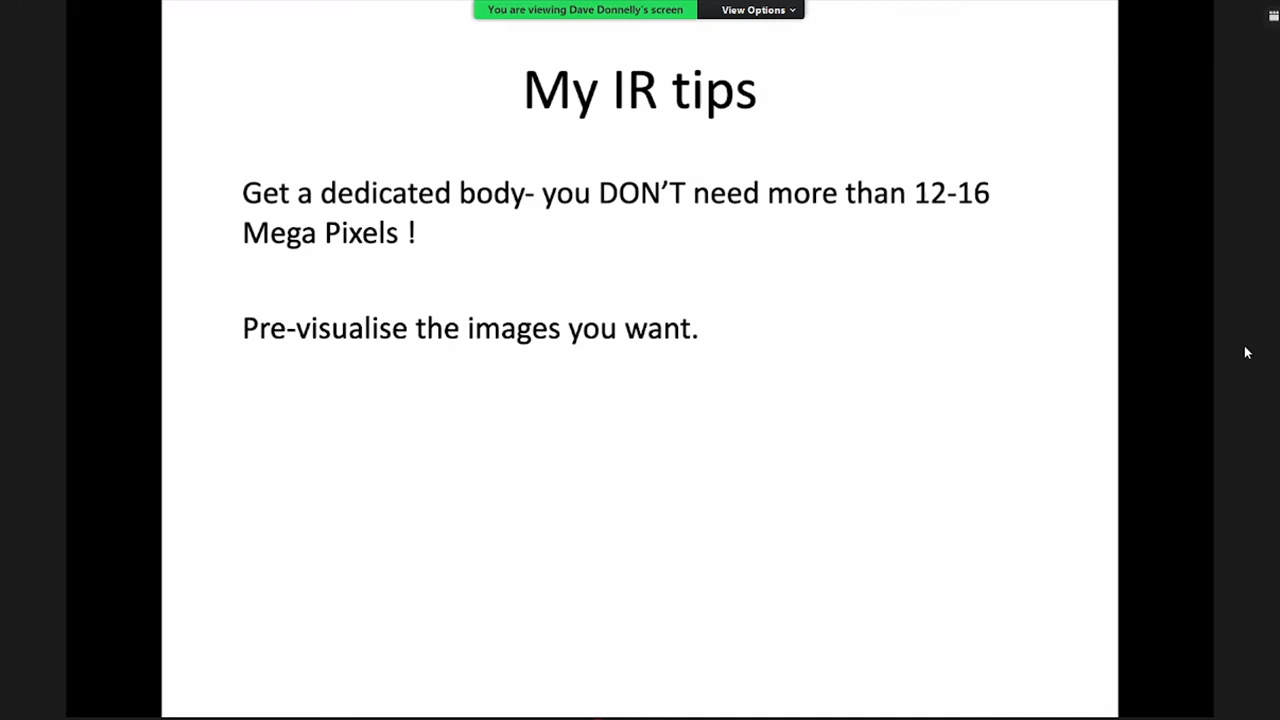 You are viewing Dave Donnelly's screen
View Options
My IR tips
Get a dedicated body- you DON’T need more than 12-16
Mega Pixels !
Pre-visualise the images you want.